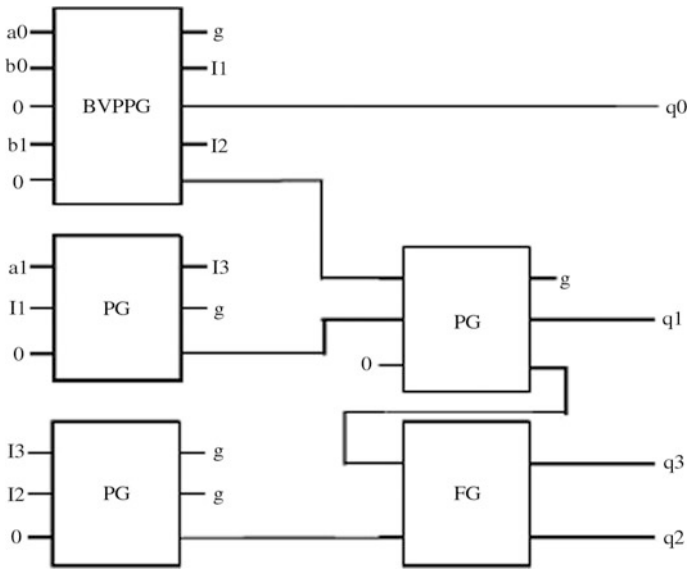 a0 g
b0 I1
0 BVPPG q0
b1 I2
0
a1 I3
g
I1 PG g PG q1
0 0
I3 g
q3
I2 PG g FG
0 q2